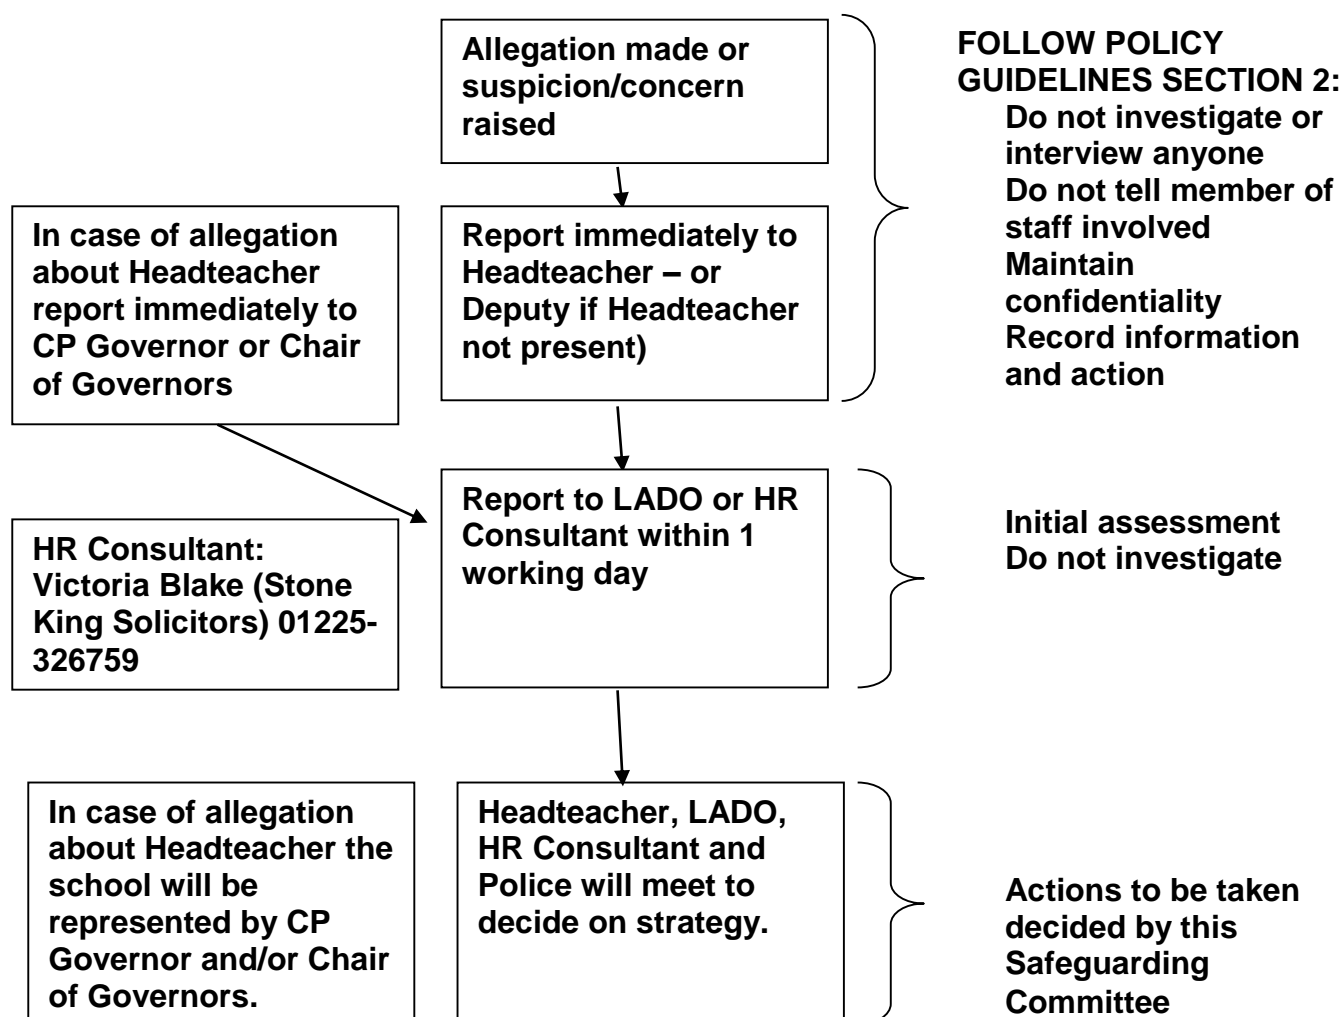 Allegation made or
suspicion/concern
raised
FOLLOW POLICY
GUIDELINES SECTION 2:
Do not investigate or
interview anyone
Do not tell member of
staff involved
Maintain
confidentiality
Record information
and action
In case of allegation
about Headteacher
report immediately to
CP Governor or Chair
of Governors
Report immediately to
Headteacher – or
Deputy if Headteacher
not present)
HR Consultant:
Victoria Blake (Stone
King Solicitors) 01225-
326759
Report to LADO or HR
Consultant within 1
working day
Initial assessment
Do not investigate
In case of allegation
about Headteacher the
school will be
represented by CP
Governor and/or Chair
of Governors.
Headteacher, LADO,
HR Consultant and
Police will meet to
decide on strategy.
Actions to be taken
decided by this
Safeguarding
Committee